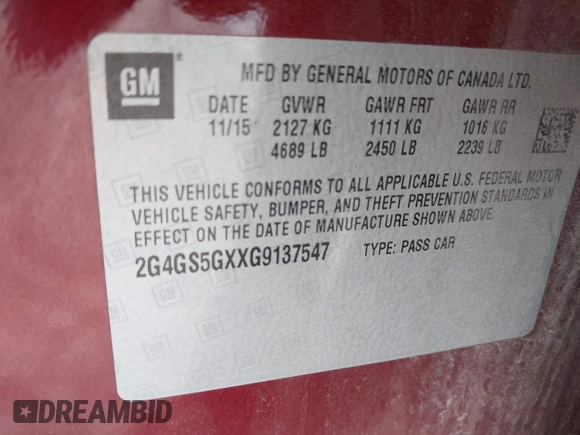 GM
MFD BY GENERAL MOTORS OF CANADA LTD.
DATE GVWR GAWR FRT GAWR RR
11/15 2127 KG 1111 KG 1016 KG
4689 LB 2450 LB 2239 LB
THIS VEHICLE CONFORMS TO ALL APPLICABLE U.S. FEDERAL MOTOR
VEHICLE SAFETY, BUMPER, AND THEFT PREVENTION STANDARDS IN
EFFECT ON THE DATE OF MANUFACTURE SHOWN ABOVE.
2G4GS5GXXG9137547 TYPE: PASS CAR
DREAMBID